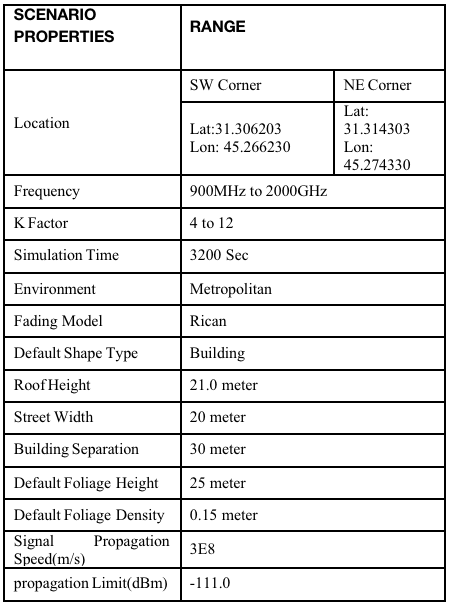 SCENARIO
PROPERTIES
RANGE
Location
SW Corner
NE Corner
Lat:31.306203
Lon: 45.266230
Lat:
31.314303
Lon:
45.274330
Frequency
900MHz to 2000GHz
K Factor
4 to 12
Simulation Time
3200 Sec
Environment
Metropolitan
Fading Model
Rican
Default Shape Type
Building
Roof Height
21.0 meter
Street Width
20 meter
Building Separation
30 meter
Default Foliage Height
25 meter
Default Foliage Density
0.15 meter
Signal Propagation
Speed(m/s)
3E8
propagation Limit(dBm)
-111.0